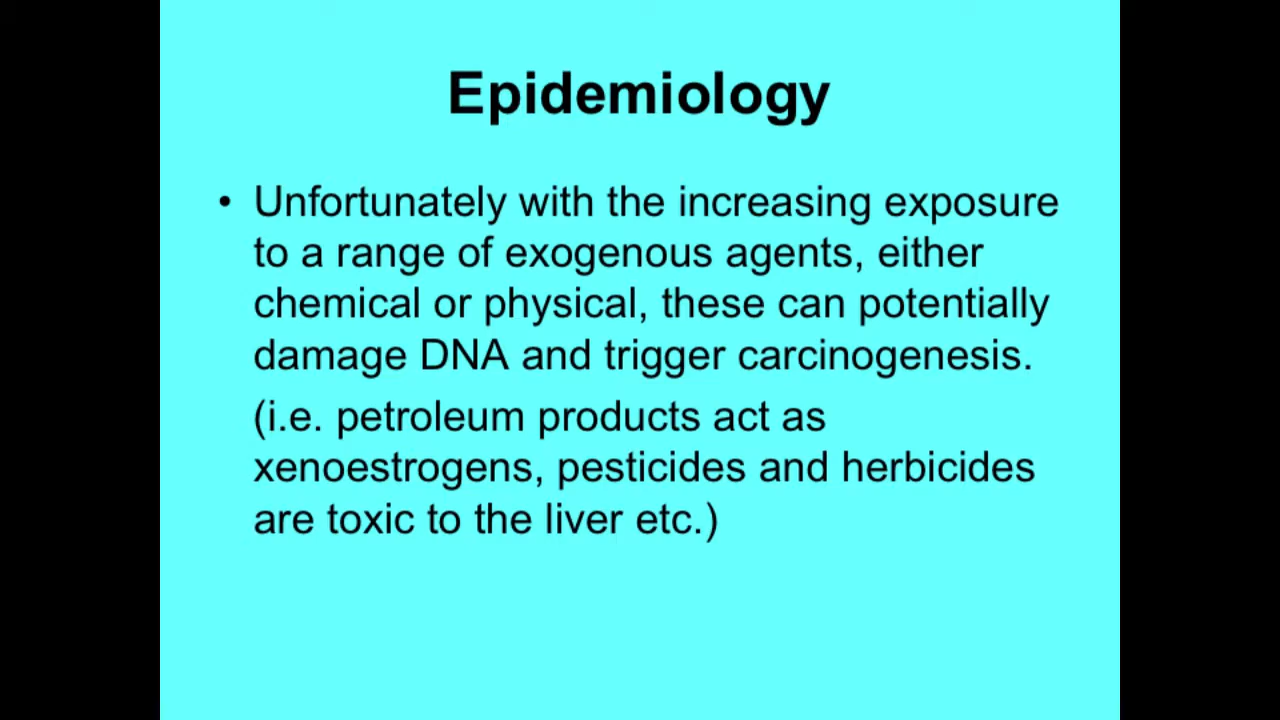 Epidemiology
• Unfortunately with the increasing exposure
to a range of exogenous agents, either
chemical or physical, these can potentially
damage DNA and trigger carcinogenesis.
(i.e. petroleum products act as
xenoestrogens, pesticides and herbicides
are toxic to the liver etc.)